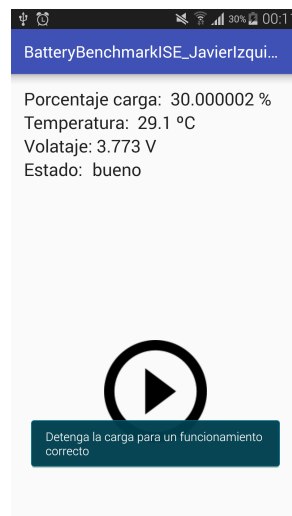 30% 00:11
BatteryBenchmarkISE_JavierIzqui...
Porcentaje carga: 30.000002 %
Temperatura: 29.1 ºC
Volataje: 3.773 V
Estado: bueno
Detenga la carga para un funcionamiento
correcto